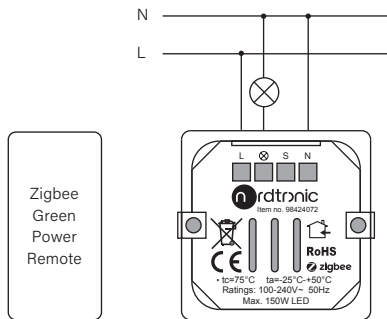 N
L
L S N
nordtronic
Item no. 98424072
Zigbee
Green
Power
Remote
CE
RoHS
zigbee
• tc=75°C ta=-25°C-+50°C
Ratings: 100-240V~ 50Hz
Max. 150W LED